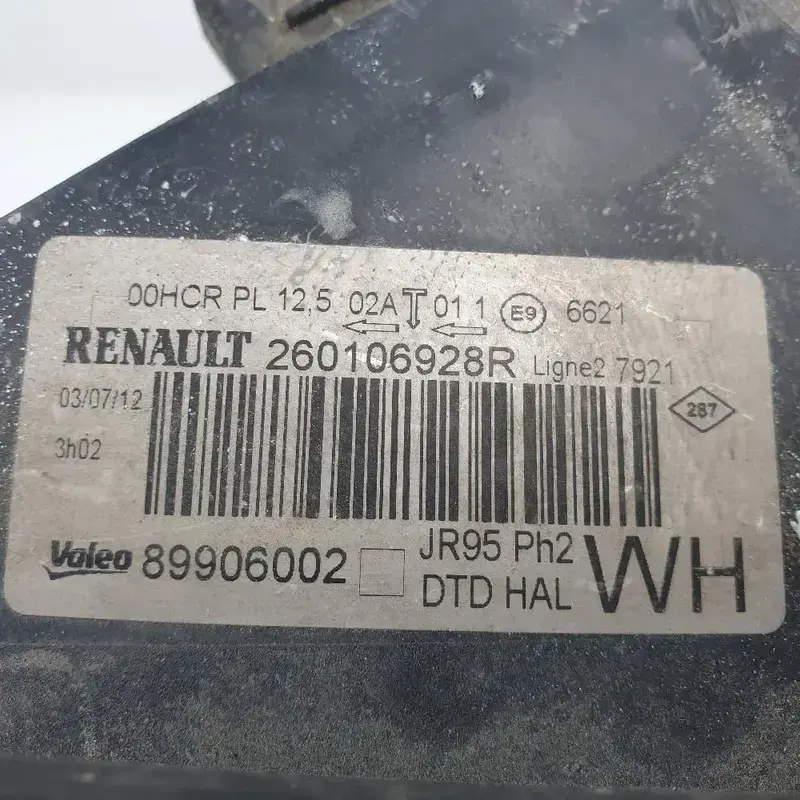 00HCR PL 12,5 02A 01 1 E9 6621
RENAULT 260106928R Ligne2 7921
03/07/12
287
3h02
Valeo 89906002 JR95 Ph2
DTD HAL WH